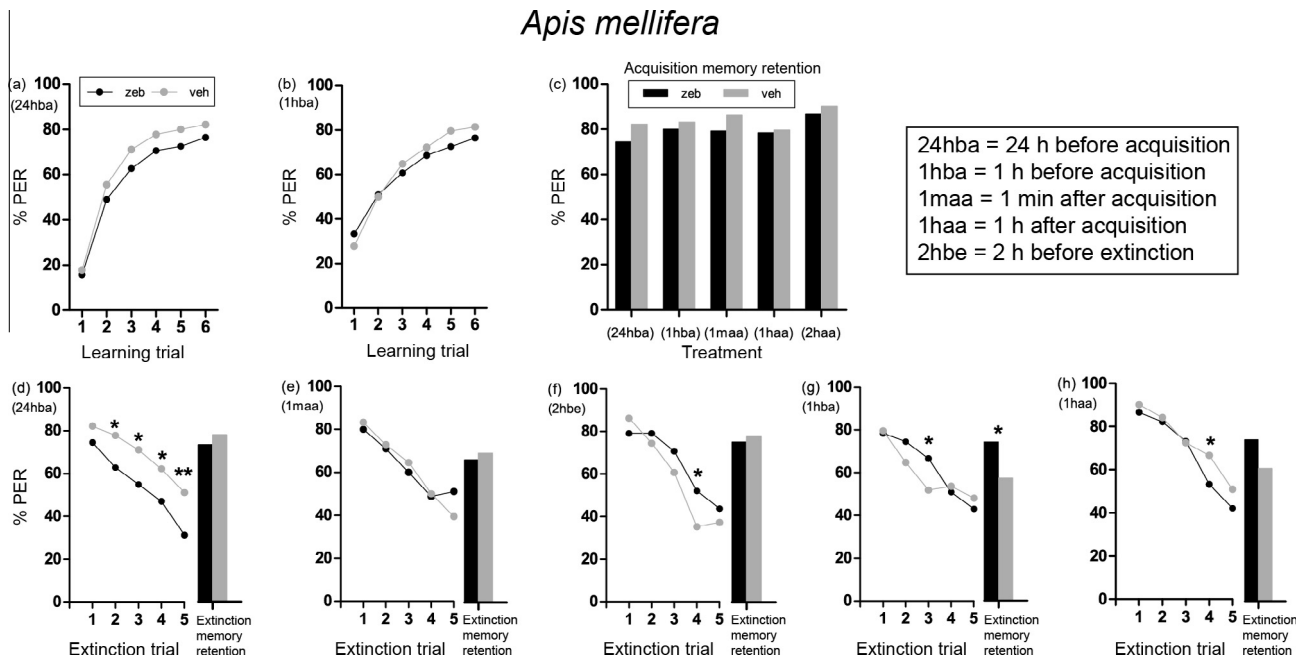 Apis mellifera
(a)
(24hba)
zeb veh
100
80
60
40
20
0
% PER
1 2 3 4 5 6
Learning trial
(b)
(1hba)
100
80
60
40
20
0
% PER
1 2 3 4 5 6
Learning trial
(c)
Acquisition memory retention
zeb veh
100
80
60
40
20
0
% PER
(24hba) (1hba) (1maa) (1haa) (2haa)
Treatment
24hba = 24 h before acquisition
1hba = 1 h before acquisition
1maa = 1 min after acquisition
1haa = 1 h after acquisition
2hbe = 2 h before extinction
(d)
(24hba)
100
80
60
40
20
0
% PER
* * * **
1 2 3 4 5
Extinction trial
Extinction
memory
retention
(e)
(1maa)
100
80
60
40
20
0
1 2 3 4 5
Extinction trial
Extinction
memory
retention
(f)
(2hbe)
100
80
60
40
20
0
*
1 2 3 4 5
Extinction trial
Extinction
memory
retention
(g)
(1hba)
100
80
60
40
20
0
* *
1 2 3 4 5
Extinction trial
Extinction
memory
retention
(h)
(1haa)
100
80
60
40
20
0
*
1 2 3 4 5
Extinction trial
Extinction
memory
retention